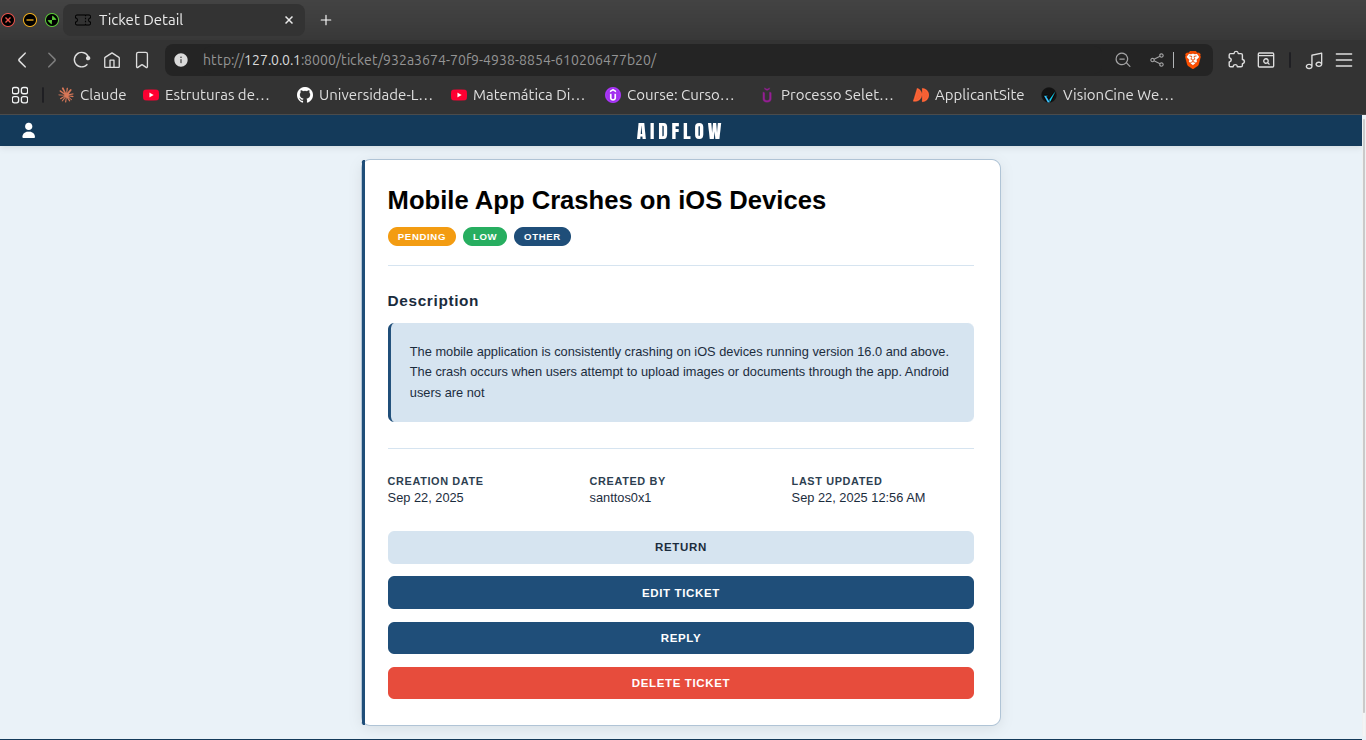 Ticket Detail
http://127.0.0.1:8000/ticket/932a3674-70f9-4938-8854-610206477b20/
Claude
Estruturas de...
Universidade-L...
Matemática Di...
Course: Curso...
Processo Selet...
ApplicantSite
VisionCine We...
AIDFLOW
Mobile App Crashes on iOS Devices
PENDING LOW OTHER
Description
The mobile application is consistently crashing on iOS devices running version 16.0 and above.
The crash occurs when users attempt to upload images or documents through the app. Android
users are not
CREATION DATE
Sep 22, 2025
CREATED BY
santtos0x1
LAST UPDATED
Sep 22, 2025 12:56 AM
RETURN
EDIT TICKET
REPLY
DELETE TICKET